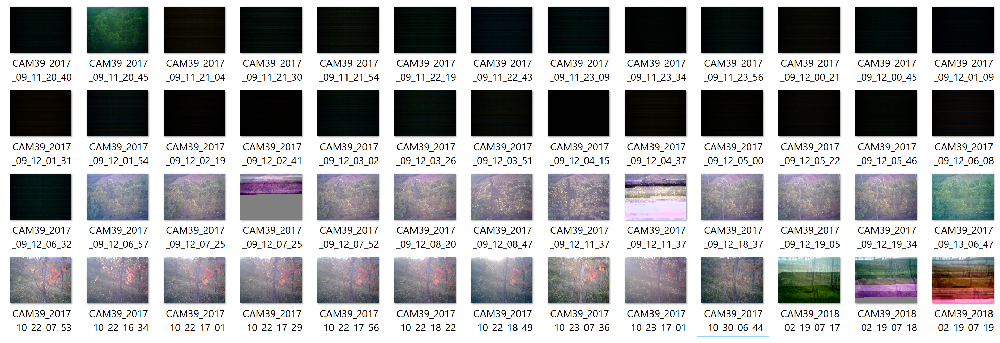 CAM39_2017 CAM39_2017 CAM39_2017 CAM39_2017 CAM39_2017 CAM39_2017 CAM39_2017 CAM39_2017 CAM39_2017 CAM39_2017 CAM39_2017 CAM39_2017 CAM39_2017
_09_11_20_40 _09_11_20_45 _09_11_21_04 _09_11_21_30 _09_11_21_54 _09_11_22_19 _09_11_22_43 _09_11_23_09 _09_11_23_34 _09_11_23_56 _09_12_00_21 _09_12_00_45 _09_12_01_09
CAM39_2017 CAM39_2017 CAM39_2017 CAM39_2017 CAM39_2017 CAM39_2017 CAM39_2017 CAM39_2017 CAM39_2017 CAM39_2017 CAM39_2017 CAM39_2017 CAM39_2017
_09_12_01_31 _09_12_01_54 _09_12_02_19 _09_12_02_41 _09_12_03_02 _09_12_03_26 _09_12_03_51 _09_12_04_15 _09_12_04_37 _09_12_05_00 _09_12_05_22 _09_12_05_46 _09_12_06_08
CAM39_2017 CAM39_2017 CAM39_2017 CAM39_2017 CAM39_2017 CAM39_2017 CAM39_2017 CAM39_2017 CAM39_2017 CAM39_2017 CAM39_2017 CAM39_2017 CAM39_2017
_09_12_06_32 _09_12_06_57 _09_12_07_25 _09_12_07_25 _09_12_07_52 _09_12_08_20 _09_12_08_47 _09_12_11_37 _09_12_11_37 _09_12_18_37 _09_12_19_05 _09_12_19_34 _09_13_06_47
CAM39_2017 CAM39_2017 CAM39_2017 CAM39_2017 CAM39_2017 CAM39_2017 CAM39_2017 CAM39_2017 CAM39_2017 CAM39_2017 CAM39_2018 CAM39_2018 CAM39_2018
_10_22_07_53 _10_22_16_34 _10_22_17_01 _10_22_17_29 _10_22_17_56 _10_22_18_22 _10_22_18_49 _10_23_07_36 _10_23_17_01 _10_30_06_44 _02_19_07_17 _02_19_07_18 _02_19_07_19